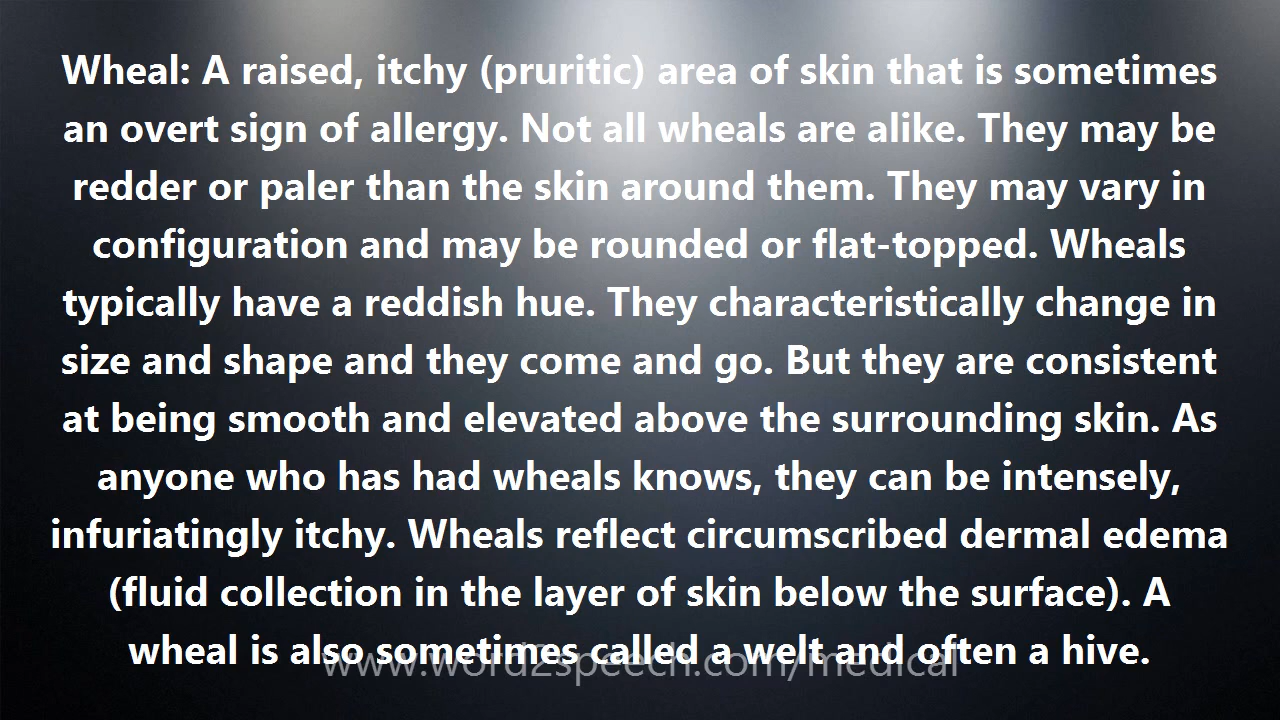 Wheal: A raised, itchy (pruritic) area of skin that is sometimes
an overt sign of allergy. Not all wheals are alike. They may be
redder or paler than the skin around them. They may vary in
configuration and may be rounded or flat-topped. Wheals
typically have a reddish hue. They characteristically change in
size and shape and they come and go. But they are consistent
at being smooth and elevated above the surrounding skin. As
anyone who has had wheals knows, they can be intensely,
infuriatingly itchy. Wheals reflect circumscribed dermal edema
(fluid collection in the layer of skin below the surface). A
wheal is also sometimes called a welt and often a hive.
www.word2speech.com/medical